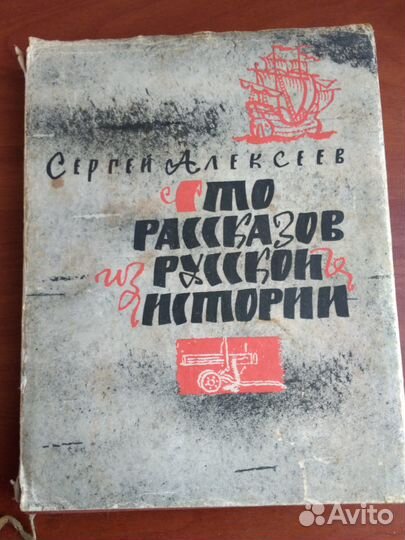 Сергей Алексеев
Сто
рассказов
из русской
истории
Avito